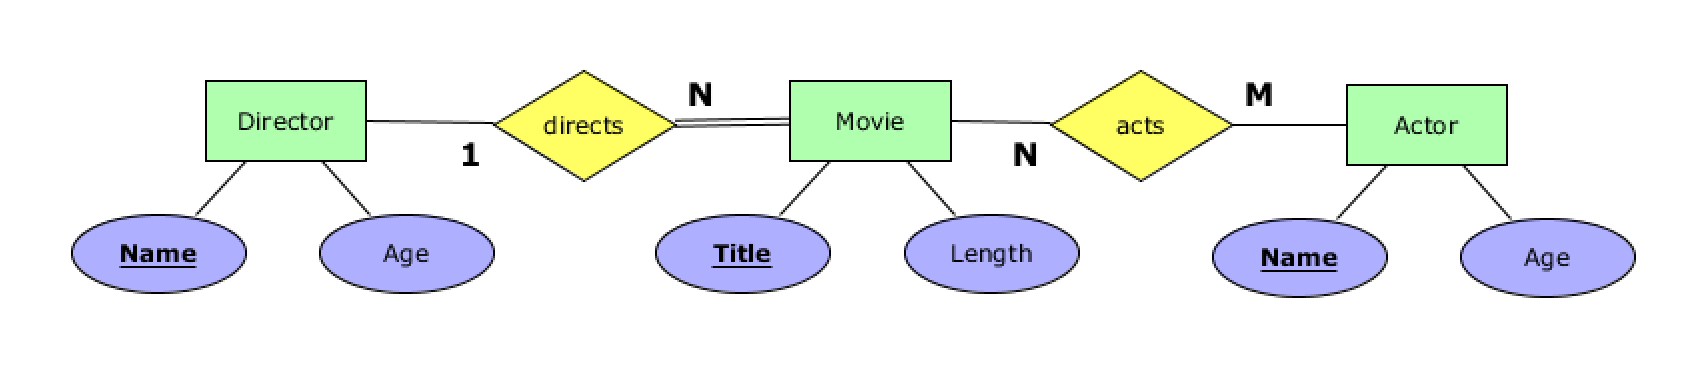 Director
1
directs
N
Movie
N
acts
M
Actor
Name
Age
Title
Length
Name
Age